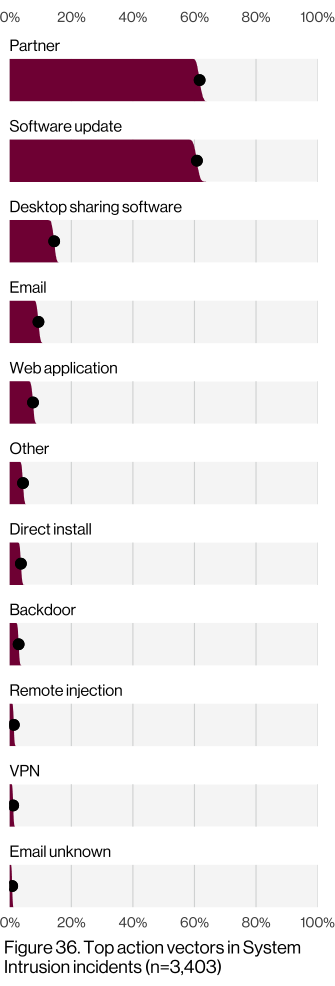 0% 20% 40% 60% 80% 100%
Partner
Software update
Desktop sharing software
Email
Web application
Other
Direct install
Backdoor
Remote injection
VPN
Email unknown
0% 20% 40% 60% 80% 100%
Figure 36. Top action vectors in System
Intrusion incidents (n=3,403)